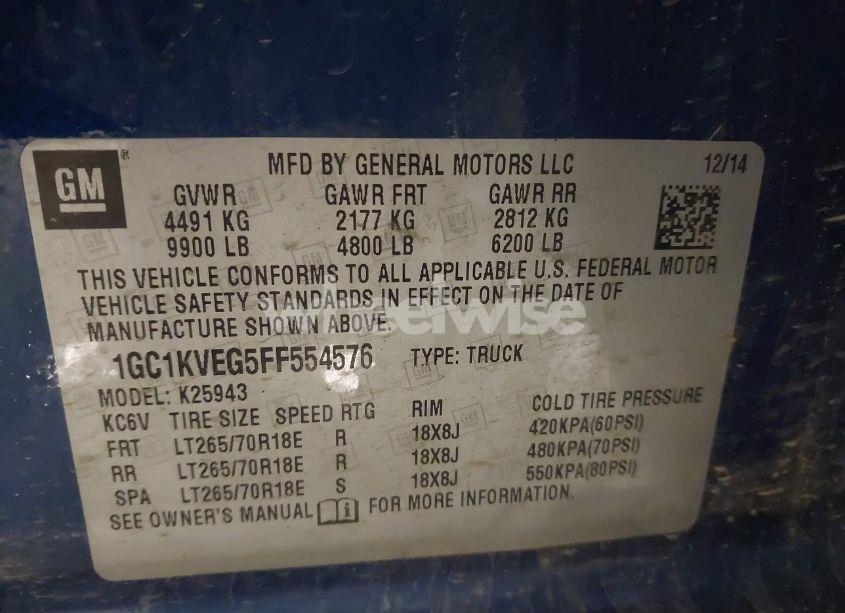 GM ® MFD BY GENERAL MOTORS LLC 12/14
GVWR GAWR FRT GAWR RR
4491 KG 2177 KG 2812 KG
9900 LB 4800 LB 6200 LB
THIS VEHICLE CONFORMS TO ALL APPLICABLE U.S. FEDERAL MOTOR
VEHICLE SAFETY STANDARDS IN EFFECT ON THE DATE OF
MANUFACTURE SHOWN ABOVE.
wheelwise
1GC1KVEG5FF554576 TYPE: TRUCK
MODEL: K25943
KC6V TIRE SIZE SPEED RTG RIM COLD TIRE PRESSURE
FRT LT265/70R18E R 18X8J 420KPA(60PSI)
RR LT265/70R18E R 18X8J 480KPA(70PSI)
SPA LT265/70R18E S 18X8J 550KPA(80PSI)
SEE OWNER'S MANUAL FOR MORE INFORMATION.